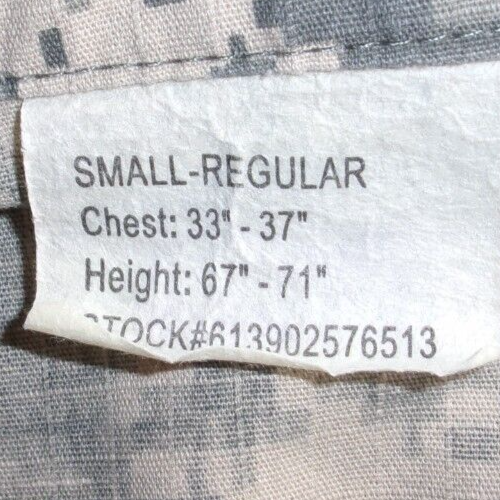 SMALL-REGULAR
Chest: 33" - 37"
Height: 67" - 71"
STOCK#613902576513